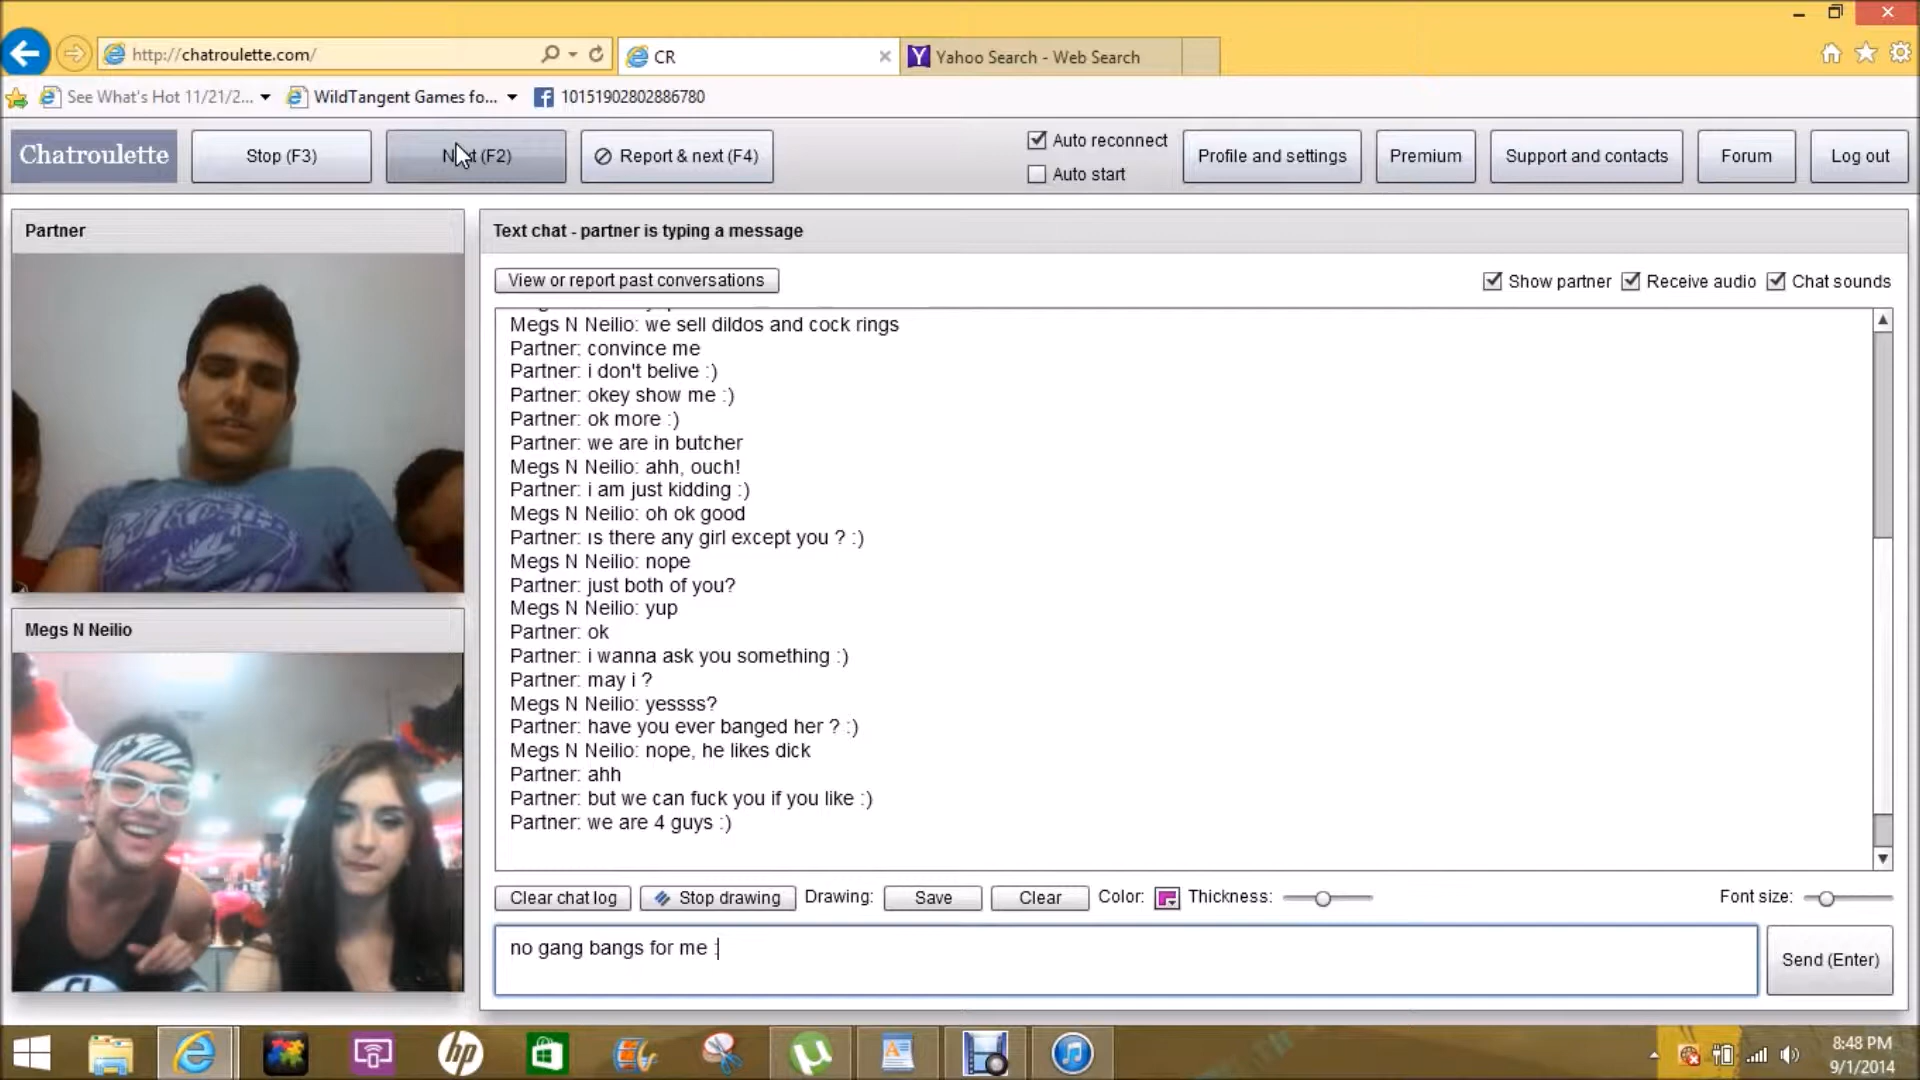 http://chatroulette.com/
CR
Yahoo Search - Web Search
See What's Hot 11/21/2...
WildTangent Games fo...
10151902802886780
Chatroulette
Stop (F3)
Next (F2)
Report & next (F4)
Auto reconnect
Auto start
Profile and settings
Premium
Support and contacts
Forum
Log out
Partner
Text chat - partner is typing a message
View or report past conversations
Show partner
Receive audio
Chat sounds
Megs N Neilio: we sell dildos and cock rings
Partner: convince me
Partner: i don't belive :)
Partner: okey show me :)
Partner: ok more :)
Partner: we are in butcher
Megs N Neilio: ahh, ouch!
Partner: i am just kidding :)
Megs N Neilio: oh ok good
Partner: ıs there any girl except you ? :)
Megs N Neilio: nope
Partner: just both of you?
Megs N Neilio: yup
Partner: ok
Partner: i wanna ask you something :)
Partner: may i ?
Megs N Neilio: yessss?
Partner: have you ever banged her ? :)
Megs N Neilio: nope, he likes dick
Partner: ahh
Partner: but we can fuck you if you like :)
Partner: we are 4 guys :)
Megs N Neilio
Clear chat log
Stop drawing
Drawing:
Save
Clear
Color:
Thickness:
Font size:
no gang bangs for me :
Send (Enter)
hp
8:48 PM
9/1/2014